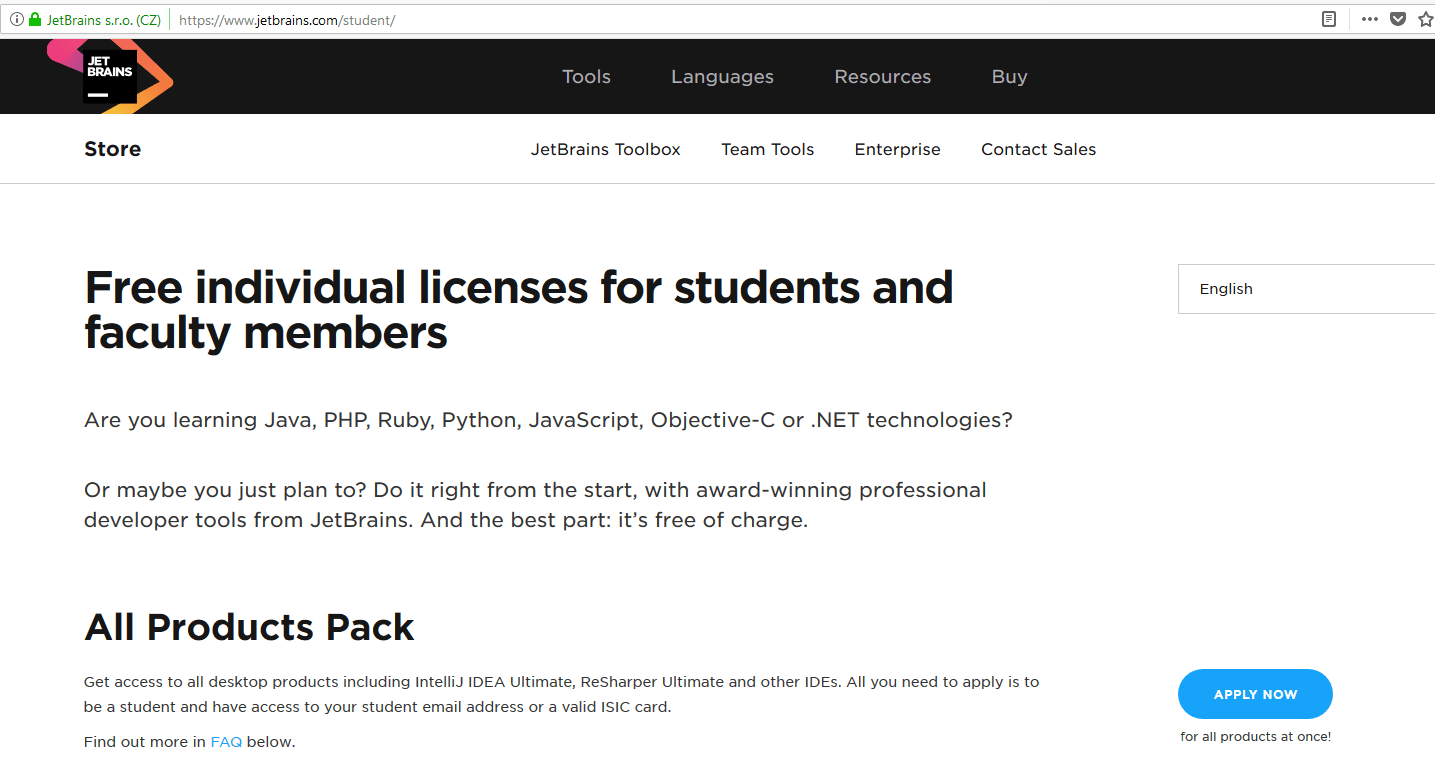 JetBrains s.r.o. (CZ) https://www.jetbrains.com/student/
JET
BRAINS
Tools Languages Resources Buy
Store JetBrains Toolbox Team Tools Enterprise Contact Sales
Free individual licenses for students and
faculty members
English
Are you learning Java, PHP, Ruby, Python, JavaScript, Objective-C or .NET technologies?
Or maybe you just plan to? Do it right from the start, with award-winning professional
developer tools from JetBrains. And the best part: it’s free of charge.
All Products Pack
Get access to all desktop products including IntelliJ IDEA Ultimate, ReSharper Ultimate and other IDEs. All you need to apply is to
be a student and have access to your student email address or a valid ISIC card.
Find out more in FAQ below.
APPLY NOW
for all products at once!